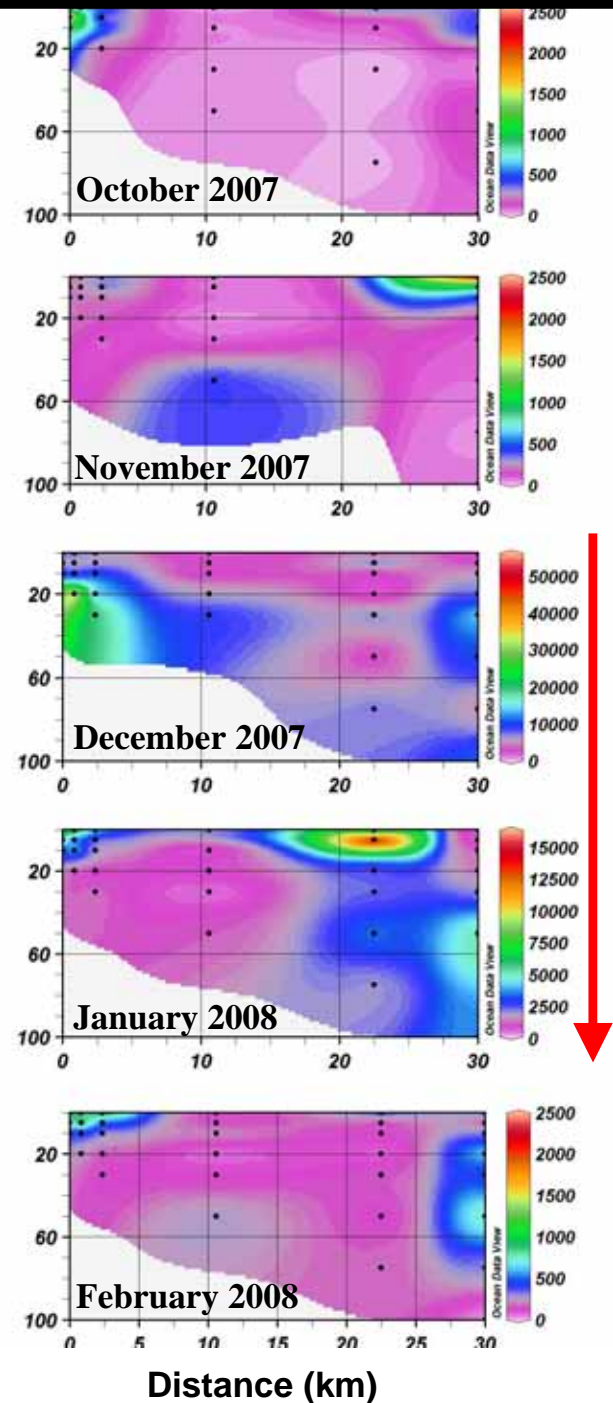 2500
20
2000
1500
60
1000
500
October 2007
100
0
Ocean Data View
0 10 20 30
2500
20
2000
1500
60
1000
500
November 2007
100
0
Ocean Data View
0 10 20 30
50000
20
40000
30000
60
20000
10000
December 2007
100
0
Ocean Data View
0 10 20 30
15000
20
12500
10000
7500
60
5000
2500
January 2008
100
0
Ocean Data View
0 10 20 30
2500
20
2000
1500
60
1000
500
February 2008
100
0
Ocean Data View
0 5 10 15 20 25 30
Distance (km)